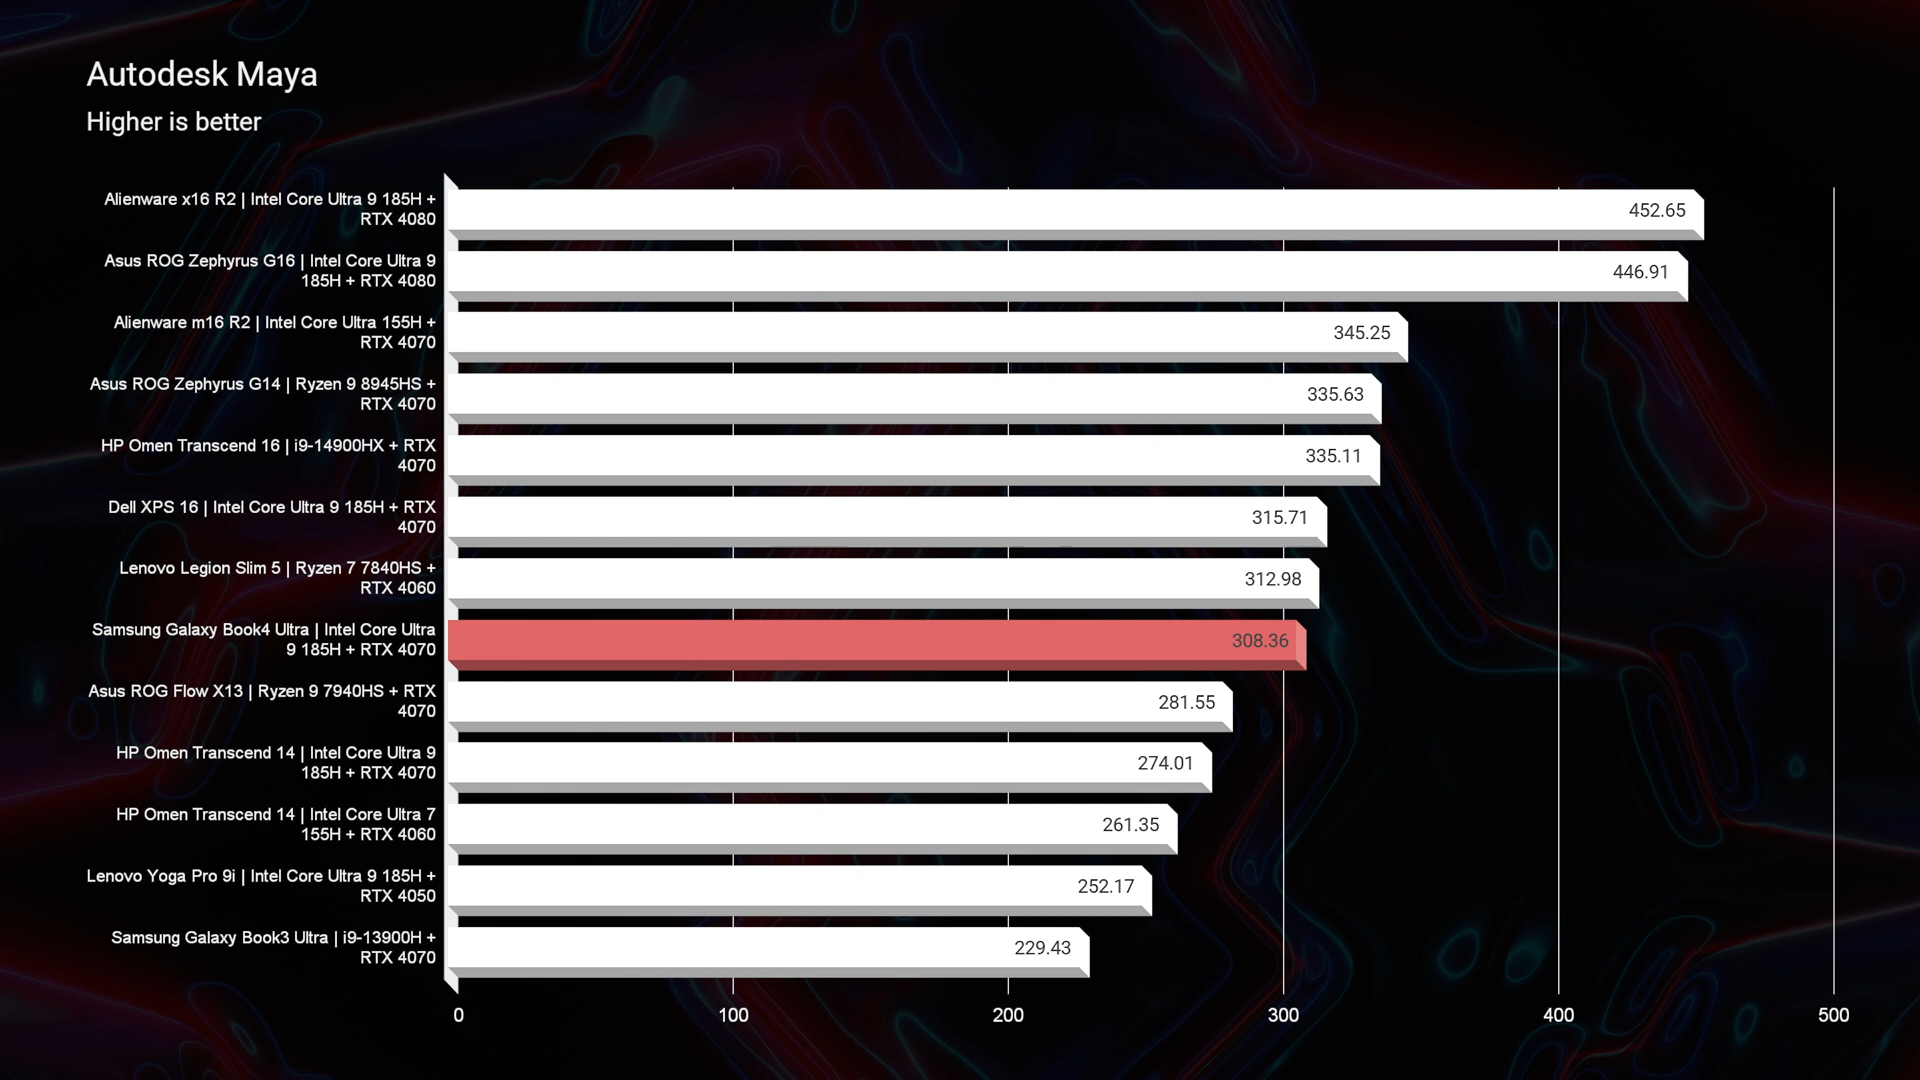 Autodesk Maya
Higher is better
Alienware x16 R2 | Intel Core Ultra 9 185H +
RTX 4080
452.65
Asus ROG Zephyrus G16 | Intel Core Ultra 9
185H + RTX 4080
446.91
Alienware m16 R2 | Intel Core Ultra 155H +
RTX 4070
345.25
Asus ROG Zephyrus G14 | Ryzen 9 8945HS +
RTX 4070
335.63
HP Omen Transcend 16 | i9-14900HX + RTX
4070
335.11
Dell XPS 16 | Intel Core Ultra 9 185H + RTX
4070
315.71
Lenovo Legion Slim 5 | Ryzen 7 7840HS +
RTX 4060
312.98
Samsung Galaxy Book4 Ultra | Intel Core Ultra
9 185H + RTX 4070
308.36
Asus ROG Flow X13 | Ryzen 9 7940HS + RTX
4070
281.55
HP Omen Transcend 14 | Intel Core Ultra 9
185H + RTX 4070
274.01
HP Omen Transcend 14 | Intel Core Ultra 7
155H + RTX 4060
261.35
Lenovo Yoga Pro 9i | Intel Core Ultra 9 185H +
RTX 4050
252.17
Samsung Galaxy Book3 Ultra | i9-13900H +
RTX 4070
229.43
0 100 200 300 400 500